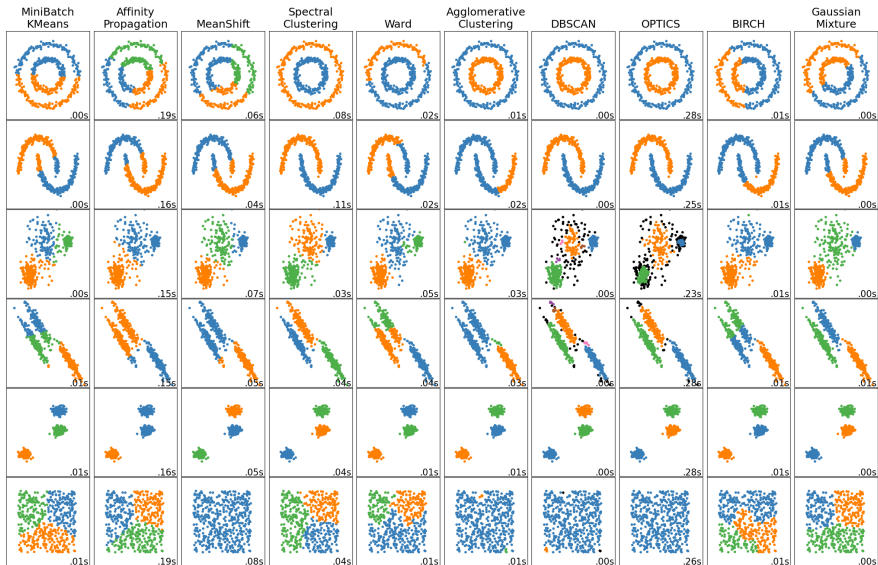 MiniBatch
KMeans
Affinity
Propagation
MeanShift
Spectral
Clustering
Ward
Agglomerative
Clustering
DBSCAN
OPTICS
BIRCH
Gaussian
Mixture
.00s .19s .06s .08s .02s .01s .00s .28s .01s .00s
.00s .16s .04s .11s .02s .02s .00s .25s .01s .00s
.00s .15s .07s .03s .05s .03s .00s .23s .01s .00s
.01s .13s .05s .04s .04s .03s .00s .28s .01s .01s
.01s .16s .05s .04s .01s .01s .00s .28s .01s .00s
.01s .19s .08s .04s .02s .01s .00s .26s .01s .00s